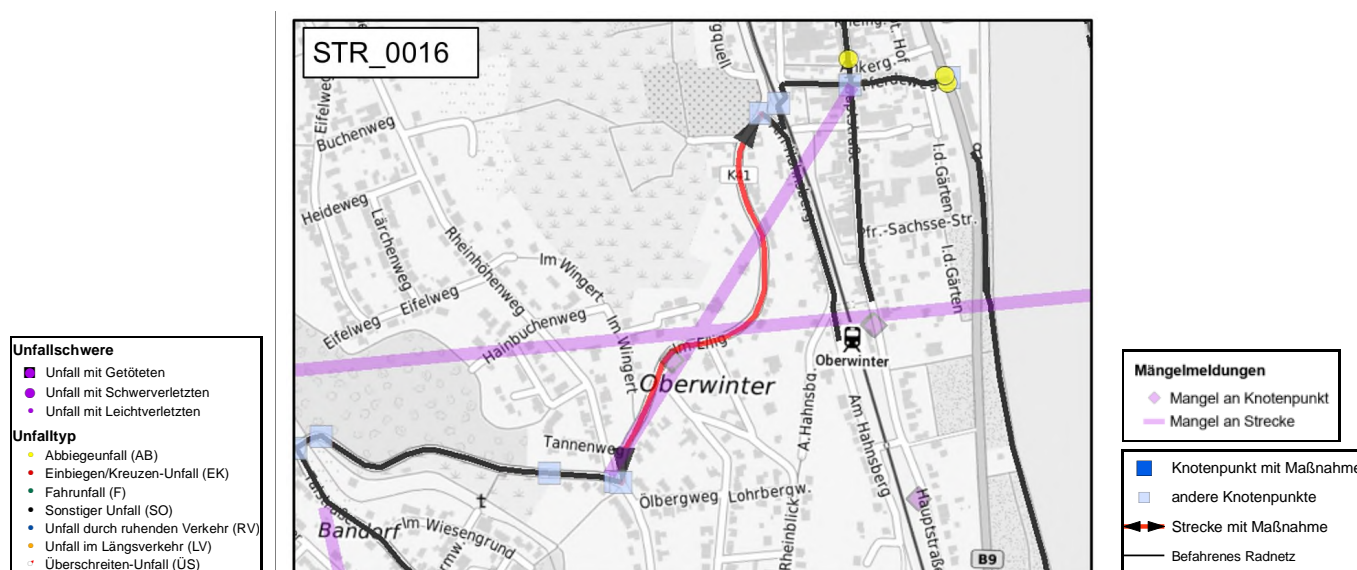 STR_0016
Eifelweg
Buchenweg
Heideweg
Lärchenweg
Eifelweg
Eifelweg
Rheinhöhenweg
Im Wingert
Hainbuchenweg
Im Wingert
K41
Im Ellig
Oberwinter
Tannenweg
Ölbergweg
Lohrbergw.
Rheinblick
A.Hahnsbg.
Am Hahnsberg
Hauptstraße
Oberwinter
Pfr.-Sachsse-Str.
I.d.Gärten
I.d.Gärten
Ankerg.
t. Hof
B9
Bandorf
Im Wiesengrund
Unfallschwere
Unfall mit Getöteten
Unfall mit Schwerverletzten
Unfall mit Leichtverletzten
Unfalltyp
Abbiegeunfall (AB)
Einbiegen/Kreuzen-Unfall (EK)
Fahrunfall (F)
Sonstiger Unfall (SO)
Unfall durch ruhenden Verkehr (RV)
Unfall im Längsverkehr (LV)
Überschreiten-Unfall (ÜS)
Mängelmeldungen
Mangel an Knotenpunkt
Mangel an Strecke
Knotenpunkt mit Maßnahme
andere Knotenpunkte
Strecke mit Maßnahme
Befahrenes Radnetz